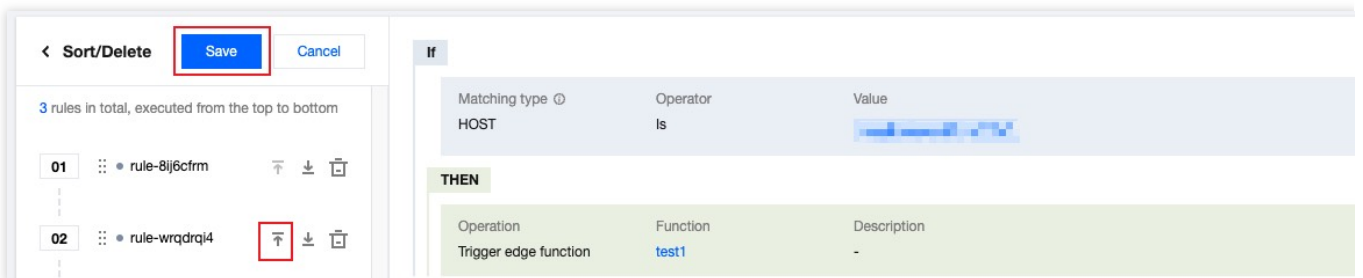 Sort/Delete Save Cancel
3 rules in total, executed from the top to bottom
01 rule-8ij6cfrm
02 rule-wrqdrqi4
If
Matching type Operator Value
HOST Is
THEN
Operation Function Description
Trigger edge function test1 -